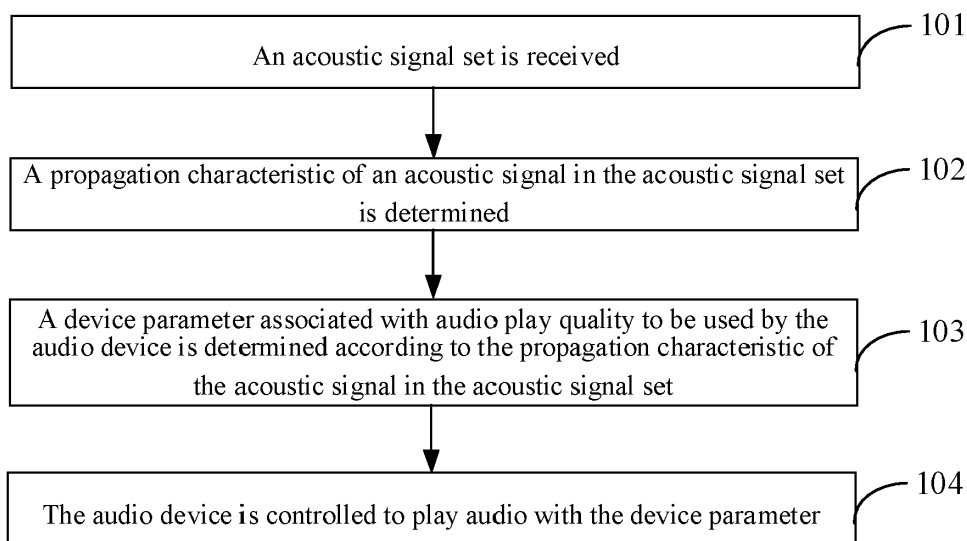 101
An acoustic signal set is received
102
A propagation characteristic of an acoustic signal in the acoustic signal set
is determined
103
A device parameter associated with audio play quality to be used by the
audio device is determined according to the propagation characteristic of
the acoustic signal in the acoustic signal set
104
The audio device is controlled to play audio with the device parameter